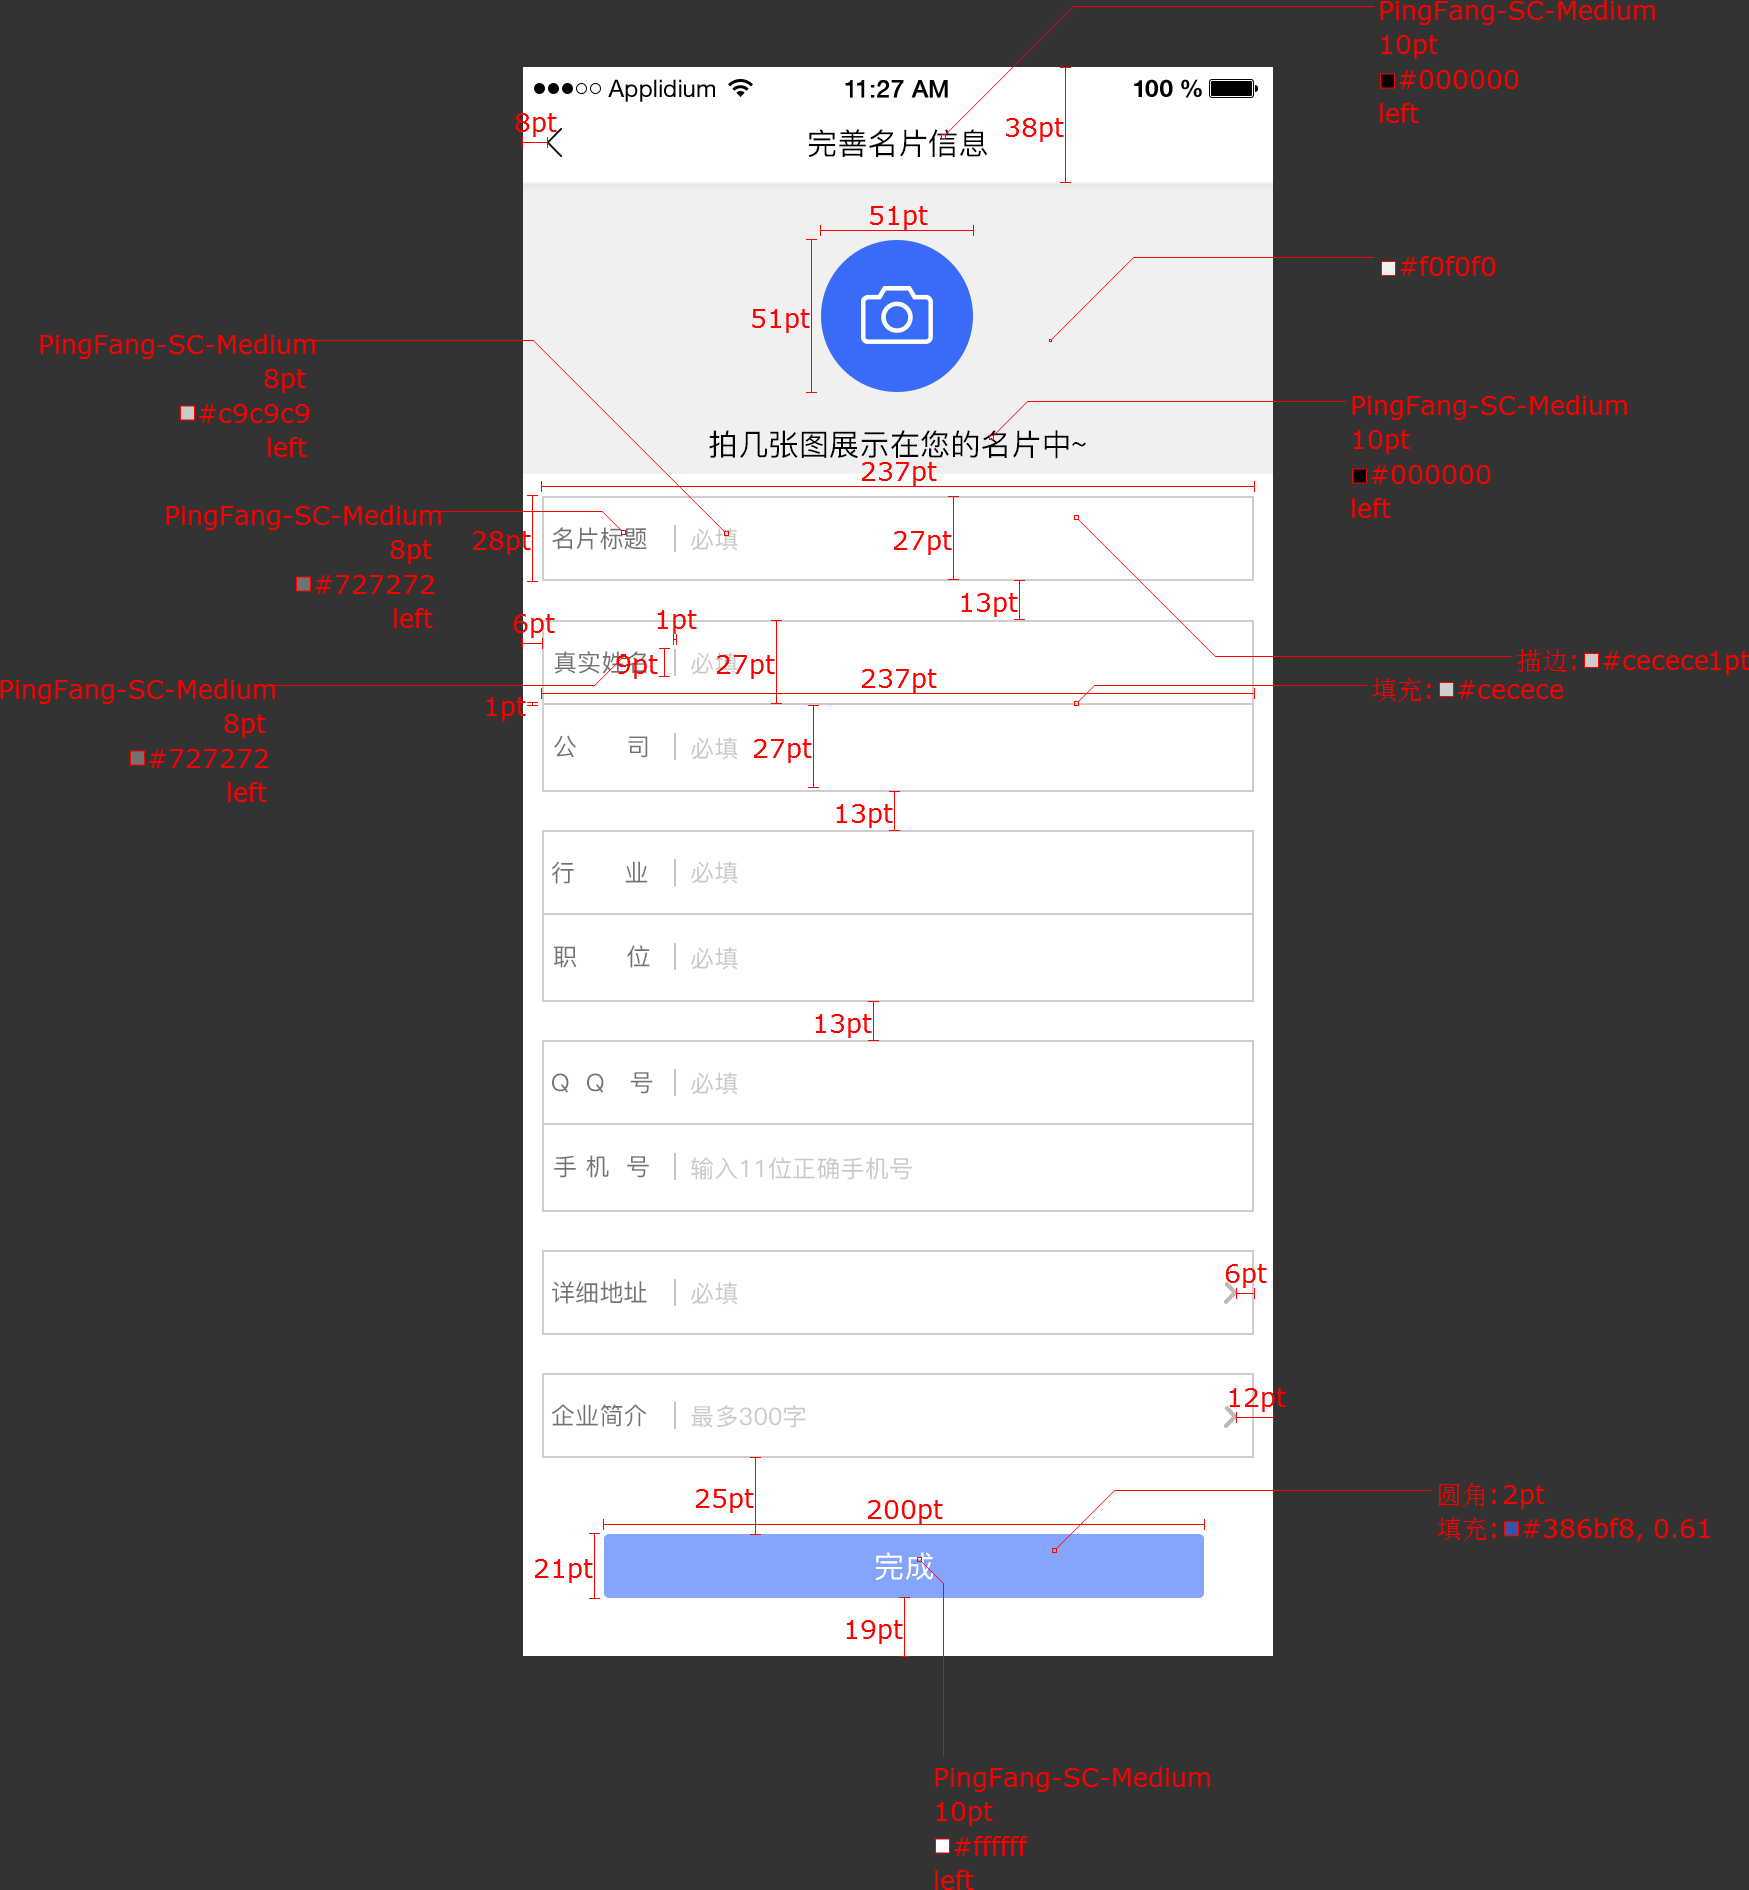 PingFang-SC-Medium
10pt
#000000
left
Applidium
11:27 AM
100 %
8pt
完善名片信息
38pt
51pt
#f0f0f0
51pt
PingFang-SC-Medium
8pt
#c9c9c9
left
PingFang-SC-Medium
10pt
#000000
left
拍几张图展示在您的名片中~
237pt
PingFang-SC-Medium
8pt
#727272
left
28pt
名片标题
必填
27pt
13pt
6pt
1pt
真实姓名
9pt
必填
27pt
237pt
描边:#cecece1pt
填充:#cecece
PingFang-SC-Medium
8pt
#727272
left
1pt
公 司
必填
27pt
13pt
行 业
必填
职 位
必填
13pt
Q Q 号
必填
手 机 号
输入11位正确手机号
详细地址
必填
6pt
企业简介
最多300字
12pt
25pt
200pt
圆角:2pt
填充:#386bf8, 0.61
21pt
完成
19pt
PingFang-SC-Medium
10pt
#ffffff
left